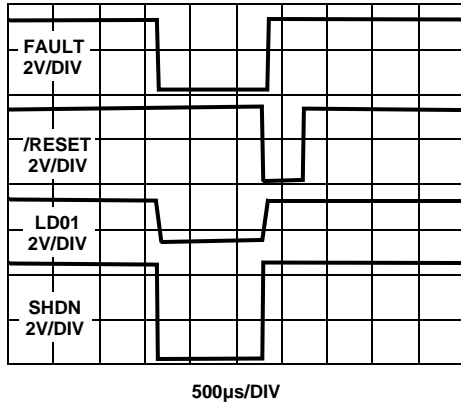 FAULT
2V/DIV
/RESET
2V/DIV
LD01
2V/DIV
SHDN
2V/DIV
500µs/DIV